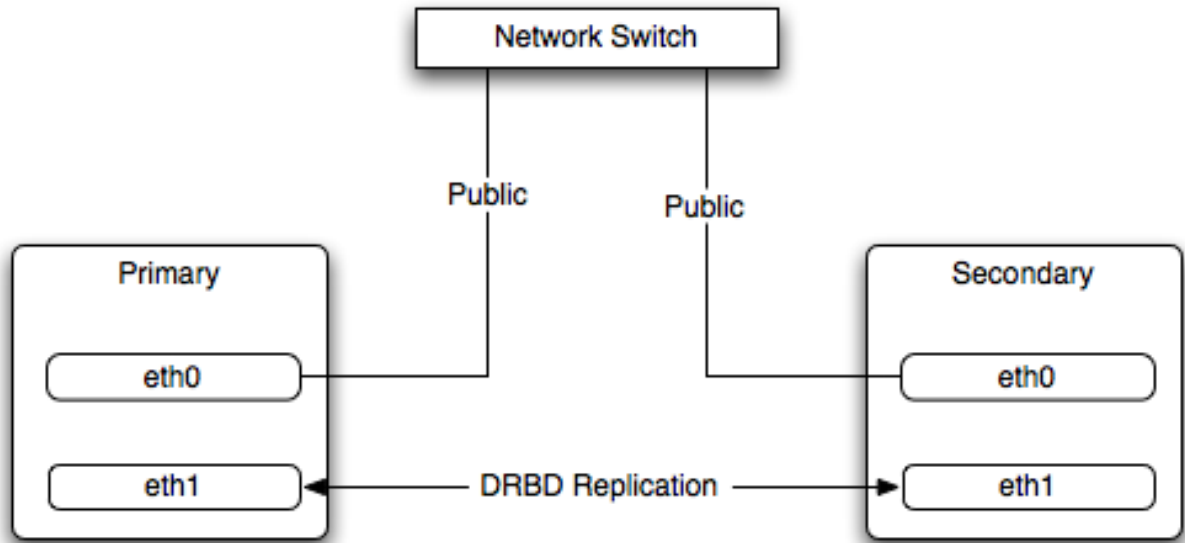 Network Switch
Public
Public
Primary
Secondary
eth0
eth0
eth1
DRBD Replication
eth1